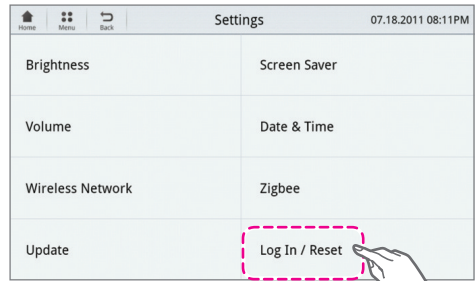 Home Menu Back Settings 07.18.2011 08:11PM
Brightness Screen Saver
Volume Date & Time
Wireless Network Zigbee
Update Log In / Reset